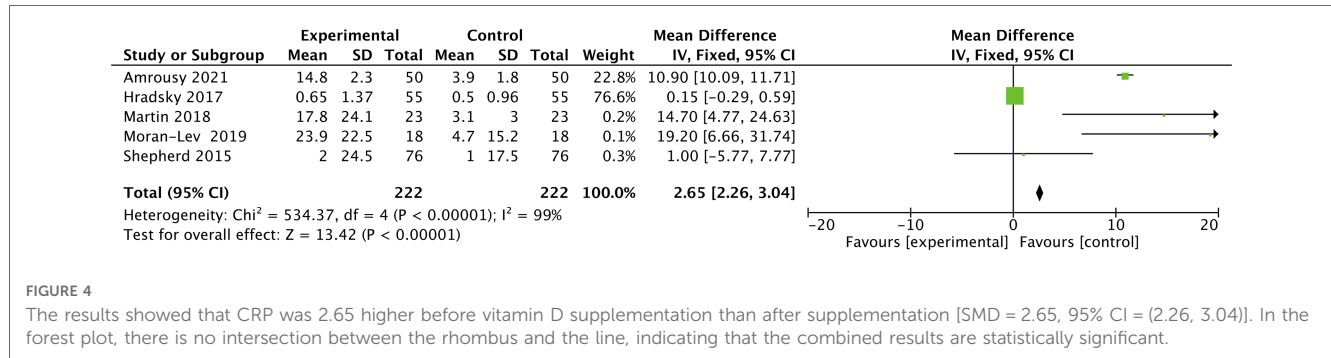 Experimental Control Mean Difference Mean Difference
Study or Subgroup Mean SD Total Mean SD Total Weight IV, Fixed, 95% CI IV, Fixed, 95% CI
Amrousy 2021 14.8 2.3 50 3.9 1.8 50 22.8% 10.90 [10.09, 11.71]
Hradsky 2017 0.65 1.37 55 0.5 0.96 55 76.6% 0.15 [–0.29, 0.59]
Martin 2018 17.8 24.1 23 3.1 3 23 0.2% 14.70 [4.77, 24.63]
Moran–Lev 2019 23.9 22.5 18 4.7 15.2 18 0.1% 19.20 [6.66, 31.74]
Shepherd 2015 2 24.5 76 1 17.5 76 0.3% 1.00 [–5.77, 7.77]
Total (95% CI) 222 222 100.0% 2.65 [2.26, 3.04]
Heterogeneity: Chi² = 534.37, df = 4 (P < 0.00001); I² = 99%
Test for overall effect: Z = 13.42 (P < 0.00001)
–20 –10 0 10 20
Favours [experimental] Favours [control]
FIGURE 4
The results showed that CRP was 2.65 higher before vitamin D supplementation than after supplementation [SMD = 2.65, 95% CI = (2.26, 3.04)]. In the
forest plot, there is no intersection between the rhombus and the line, indicating that the combined results are statistically significant.